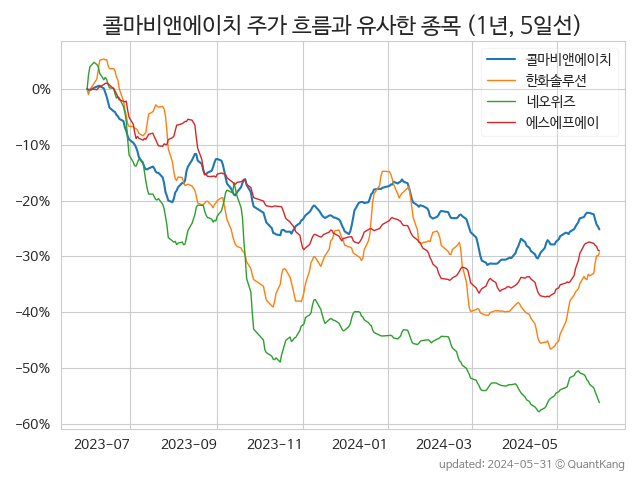 콜마비앤에이치 주가 흐름과 유사한 종목 (1년, 5일선)
콜마비앤에이치
한화솔루션
네오위즈
에스에프에이
0%
−10%
−20%
−30%
−40%
−50%
−60%
2023-07 2023-09 2023-11 2024-01 2024-03 2024-05
updated: 2024-05-31 © QuantKang